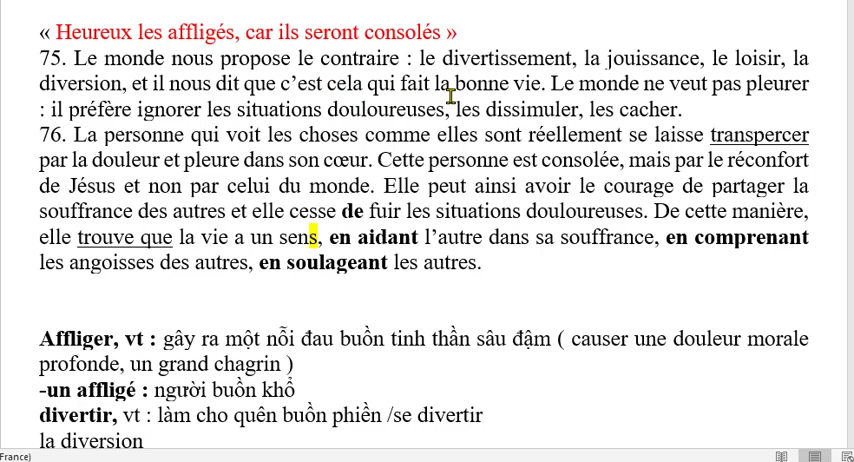 « Heureux les affligés, car ils seront consolés »
75. Le monde nous propose le contraire : le divertissement, la jouissance, le loisir, la
diversion, et il nous dit que c’est cela qui fait la bonne vie. Le monde ne veut pas pleurer
: il préfère ignorer les situations douloureuses, les dissimuler, les cacher.
76. La personne qui voit les choses comme elles sont réellement se laisse transpercer
par la douleur et pleure dans son cœur. Cette personne est consolée, mais par le réconfort
de Jésus et non par celui du monde. Elle peut ainsi avoir le courage de partager la
souffrance des autres et elle cesse de fuir les situations douloureuses. De cette manière,
elle trouve que la vie a un sens, en aidant l’autre dans sa souffrance, en comprenant
les angoisses des autres, en soulageant les autres.
Affliger, vt : gây ra một nỗi đau buồn tinh thần sâu đậm ( causer une douleur morale
profonde, un grand chagrin )
-un affligé : người buồn khổ
divertir, vt : làm cho quên buồn phiền /se divertir
la diversion
France)